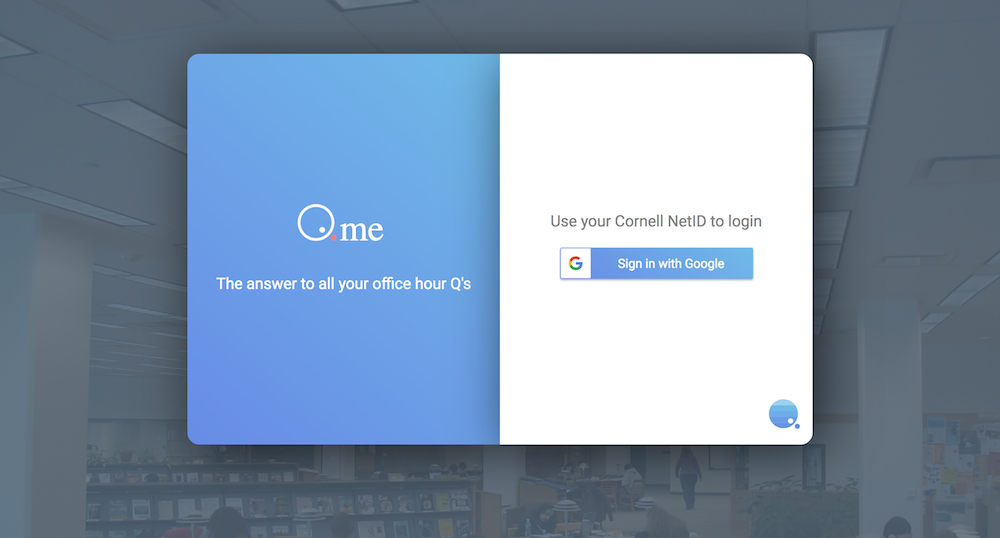 Q.me
The answer to all your office hour Q's
Use your Cornell NetID to login
G
Sign in with Google